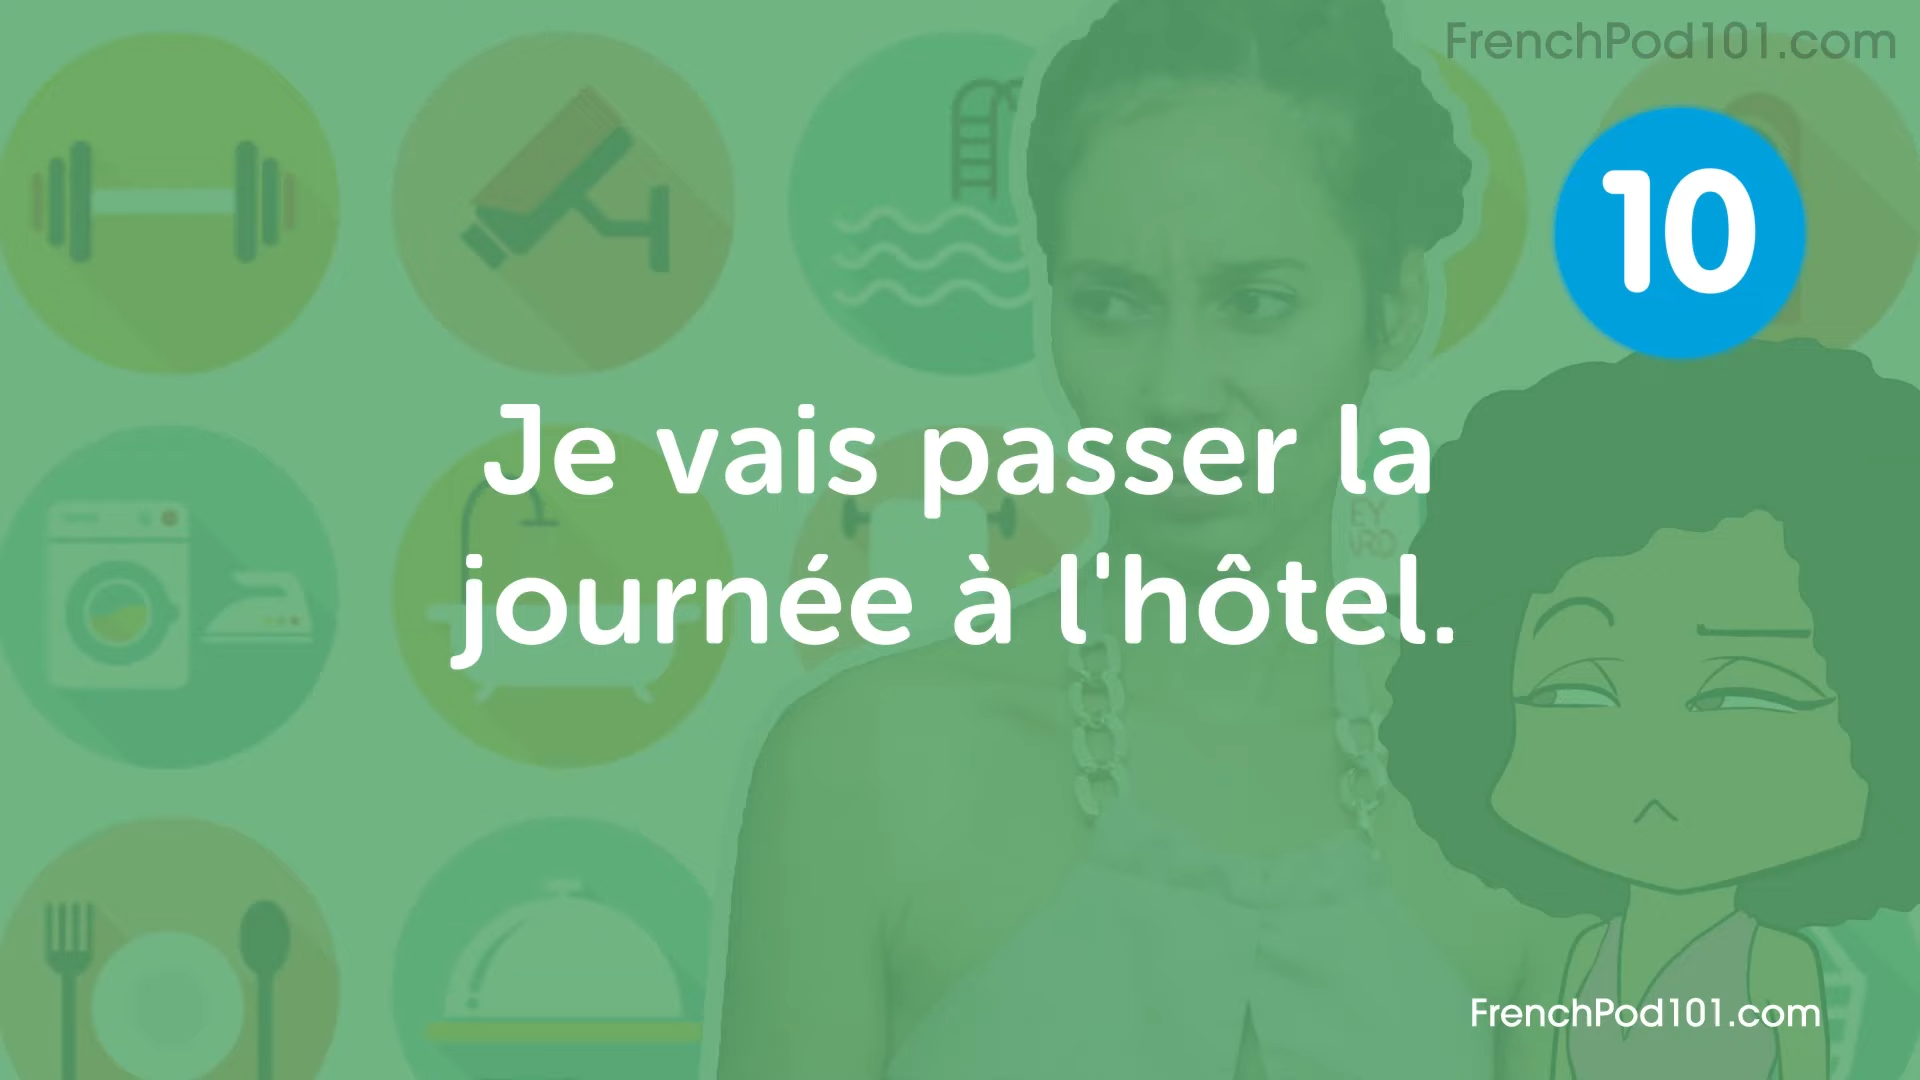 FrenchPod101.com
10
Je vais passer la
journée à l'hôtel.
FrenchPod101.com